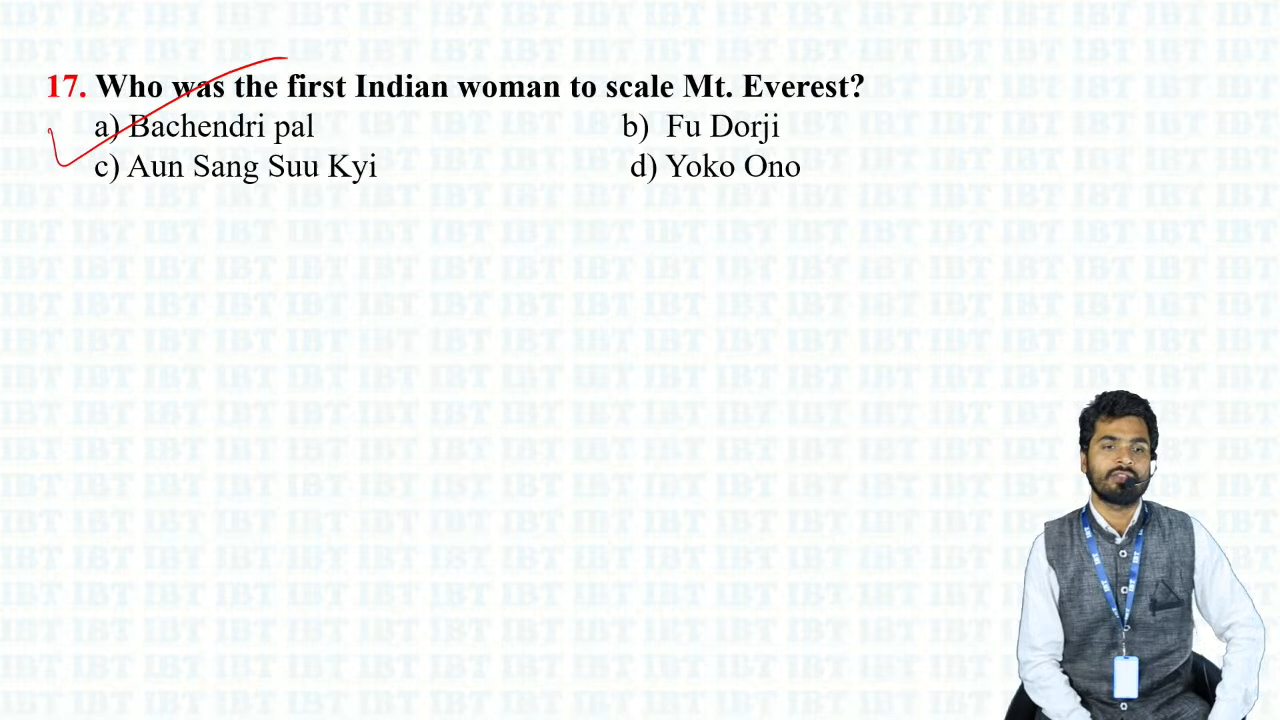 17. Who was the first Indian woman to scale Mt. Everest?
a) Bachendri pal b) Fu Dorji
c) Aun Sang Suu Kyi d) Yoko Ono
IBT